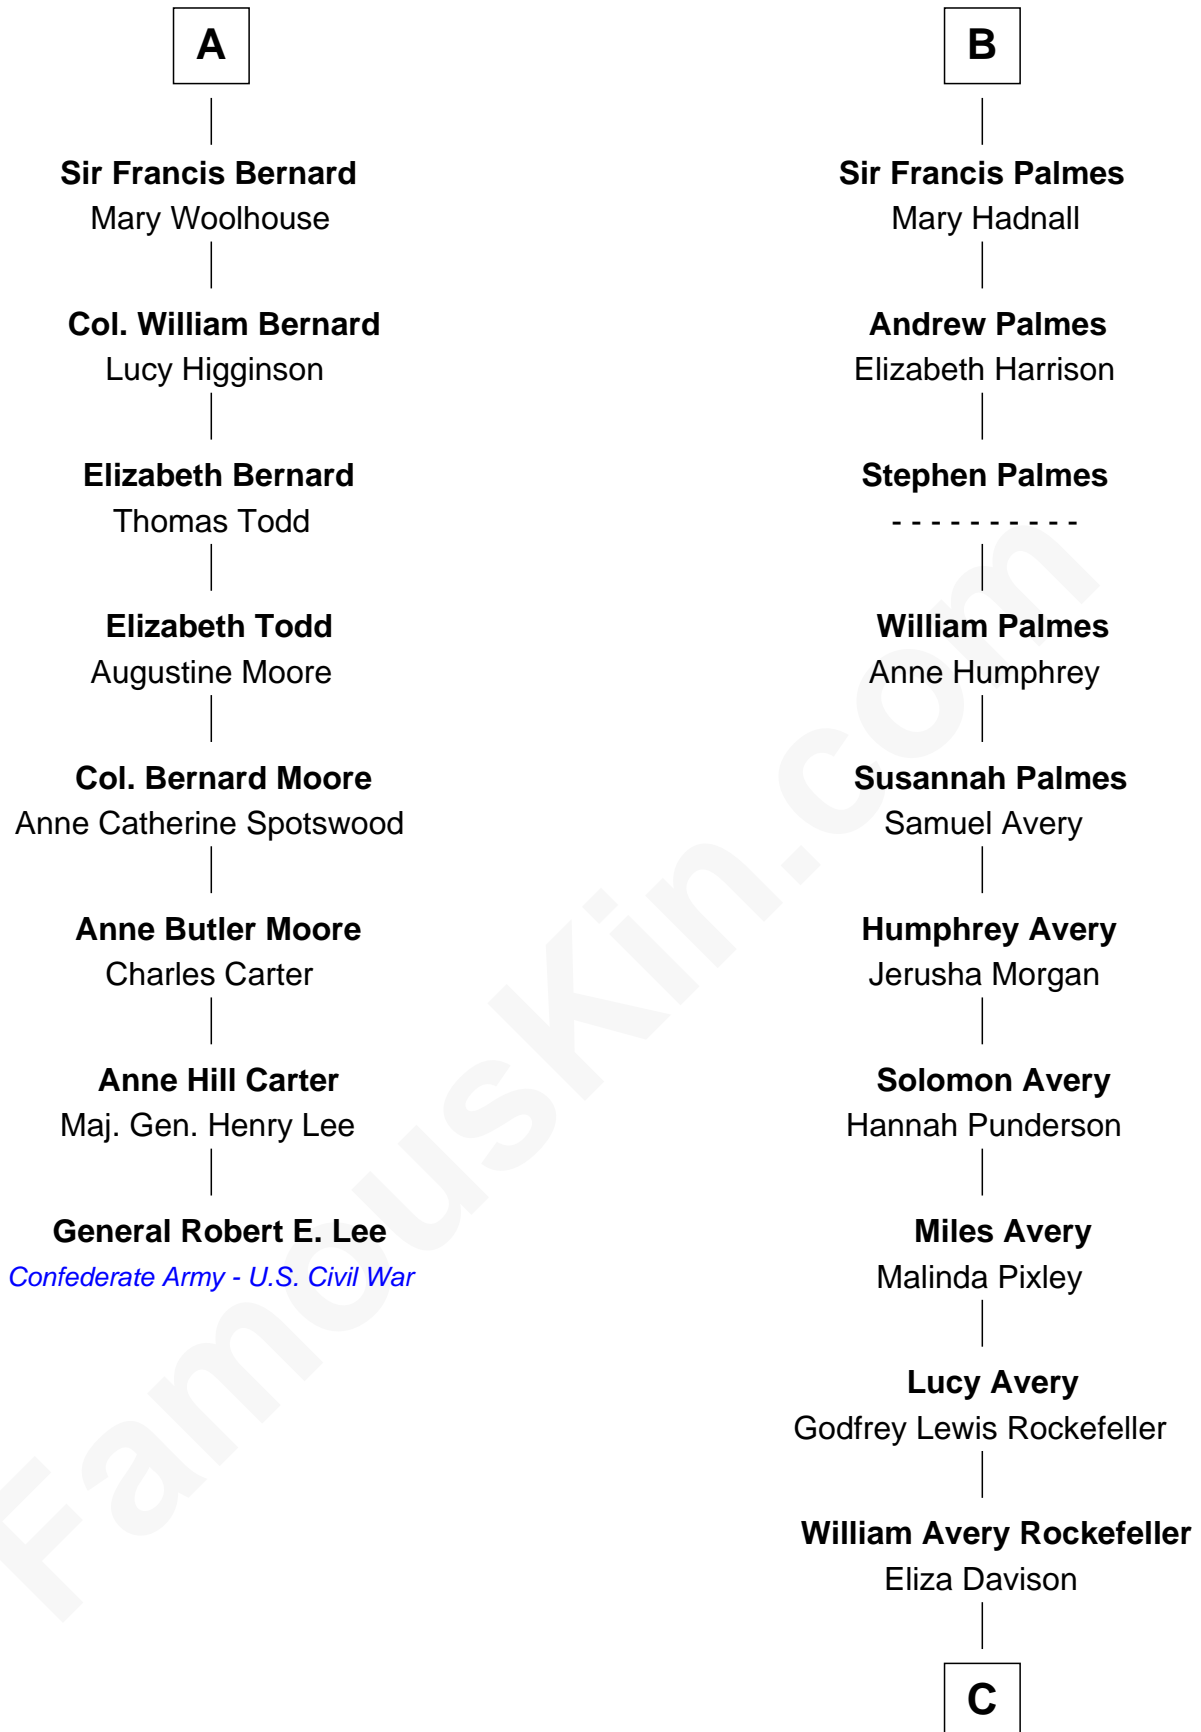 A
Sir Francis Bernard
Mary Woolhouse
Col. William Bernard
Lucy Higginson
Elizabeth Bernard
Thomas Todd
Elizabeth Todd
Augustine Moore
Col. Bernard Moore
Anne Catherine Spotswood
Anne Butler Moore
Charles Carter
Anne Hill Carter
Maj. Gen. Henry Lee
General Robert E. Lee
Confederate Army - U.S. Civil War
B
Sir Francis Palmes
Mary Hadnall
Andrew Palmes
Elizabeth Harrison
Stephen Palmes
- - - - - - - - - -
William Palmes
Anne Humphrey
Susannah Palmes
Samuel Avery
Humphrey Avery
Jerusha Morgan
Solomon Avery
Hannah Punderson
Miles Avery
Malinda Pixley
Lucy Avery
Godfrey Lewis Rockefeller
William Avery Rockefeller
Eliza Davison
C
FamousKin.com